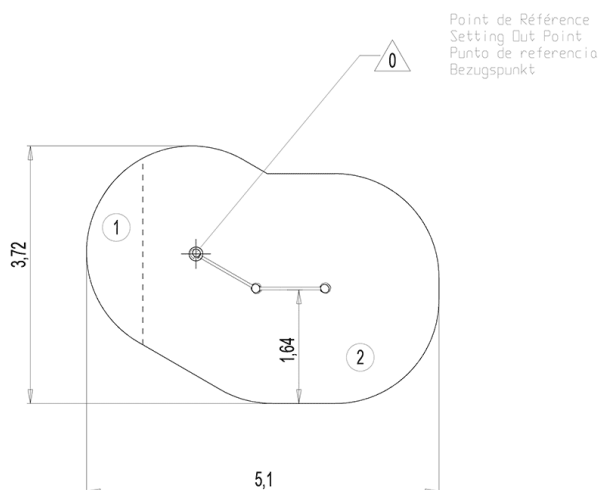 Point de Référence
Setting Out Point
Punto de referencia
Bezugspunkt
0
1
3,72
1,64
2
5,1